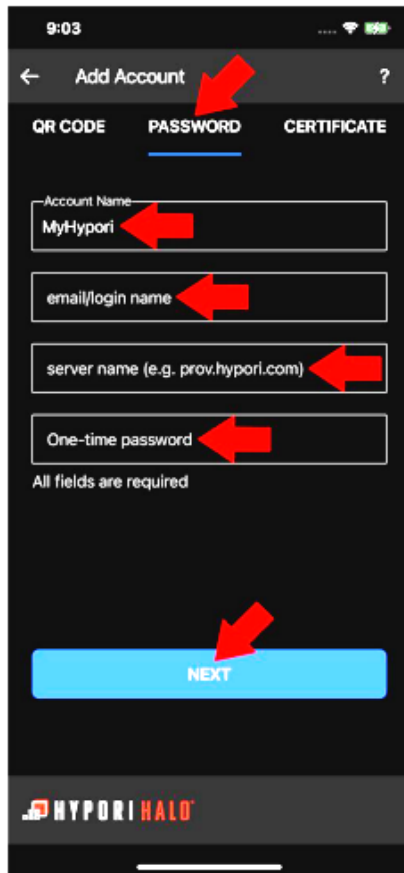 9:03
Add Account ?
QR CODE PASSWORD CERTIFICATE
Account Name
MyHypori
email/login name
server name (e.g. prov.hypori.com)
One-time password
All fields are required
NEXT
HYPORI HALO